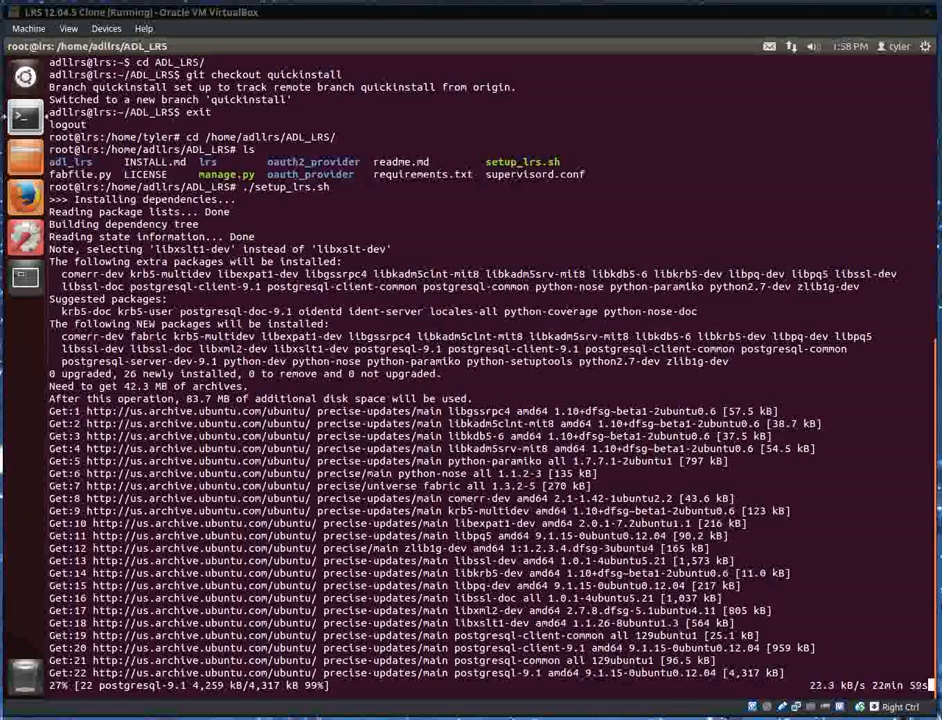 LRS 12.04.5 Clone [Running] - Oracle VM VirtualBox
Machine View Devices Help
root@lrs: /home/adllrs/ADL_LRS 1:58 PM tyler
adllrs@lrs:~$ cd ADL_LRS/
adllrs@lrs:~/ADL_LRS$ git checkout quickinstall
Branch quickinstall set up to track remote branch quickinstall from origin.
Switched to a new branch 'quickinstall'
adllrs@lrs:~/ADL_LRS$ exit
logout
root@lrs:/home/tyler# cd /home/adllrs/ADL_LRS/
root@lrs:/home/adllrs/ADL_LRS# ls
adl_lrs INSTALL.md lrs oauth2_provider readme.md setup_lrs.sh
fabfile.py LICENSE manage.py oauth_provider requirements.txt supervisord.conf
root@lrs:/home/adllrs/ADL_LRS# ./setup_lrs.sh
>>> Installing dependencies...
Reading package lists... Done
Building dependency tree
Reading state information... Done
Note, selecting 'libxslt1-dev' instead of 'libxslt-dev'
The following extra packages will be installed:
comerr-dev krb5-multidev libexpat1-dev libgssrpc4 libkadm5clnt-mit8 libkadm5srv-mit8 libkdb5-6 libkrb5-dev libpq-dev libpq5 libssl-dev
libssl-doc postgresql-client-9.1 postgresql-client-common postgresql-common python-nose python-paramiko python2.7-dev zlib1g-dev
Suggested packages:
krb5-doc krb5-user postgresql-doc-9.1 oidentd ident-server locales-all python-coverage python-nose-doc
The following NEW packages will be installed:
comerr-dev fabric krb5-multidev libexpat1-dev libgssrpc4 libkadm5clnt-mit8 libkadm5srv-mit8 libkdb5-6 libkrb5-dev libpq-dev libpq5
libssl-dev libssl-doc libxml2-dev libxslt1-dev postgresql-9.1 postgresql-client-9.1 postgresql-client-common postgresql-common
postgresql-server-dev-9.1 python-dev python-nose python-paramiko python-setuptools python2.7-dev zlib1g-dev
0 upgraded, 26 newly installed, 0 to remove and 0 not upgraded.
Need to get 42.3 MB of archives.
After this operation, 83.7 MB of additional disk space will be used.
Get:1 http://us.archive.ubuntu.com/ubuntu/ precise-updates/main libgssrpc4 amd64 1.10+dfsg~beta1-2ubuntu0.6 [57.5 kB]
Get:2 http://us.archive.ubuntu.com/ubuntu/ precise-updates/main libkadm5clnt-mit8 amd64 1.10+dfsg~beta1-2ubuntu0.6 [38.7 kB]
Get:3 http://us.archive.ubuntu.com/ubuntu/ precise-updates/main libkdb5-6 amd64 1.10+dfsg~beta1-2ubuntu0.6 [37.5 kB]
Get:4 http://us.archive.ubuntu.com/ubuntu/ precise-updates/main libkadm5srv-mit8 amd64 1.10+dfsg~beta1-2ubuntu0.6 [54.5 kB]
Get:5 http://us.archive.ubuntu.com/ubuntu/ precise-updates/main python-paramiko all 1.7.7.1-2ubuntu1 [797 kB]
Get:6 http://us.archive.ubuntu.com/ubuntu/ precise/main python-nose all 1.1.2-3 [135 kB]
Get:7 http://us.archive.ubuntu.com/ubuntu/ precise/universe fabric all 1.3.2-5 [270 kB]
Get:8 http://us.archive.ubuntu.com/ubuntu/ precise-updates/main comerr-dev amd64 2.1-1.42-1ubuntu2.2 [43.6 kB]
Get:9 http://us.archive.ubuntu.com/ubuntu/ precise-updates/main krb5-multidev amd64 1.10+dfsg~beta1-2ubuntu0.6 [123 kB]
Get:10 http://us.archive.ubuntu.com/ubuntu/ precise-updates/main libexpat1-dev amd64 2.0.1-7.2ubuntu1.1 [216 kB]
Get:11 http://us.archive.ubuntu.com/ubuntu/ precise-updates/main libpq5 amd64 9.1.15-0ubuntu0.12.04 [90.2 kB]
Get:12 http://us.archive.ubuntu.com/ubuntu/ precise/main zlib1g-dev amd64 1:1.2.3.4.dfsg-3ubuntu4 [165 kB]
Get:13 http://us.archive.ubuntu.com/ubuntu/ precise-updates/main libssl-dev amd64 1.0.1-4ubuntu5.21 [1,573 kB]
Get:14 http://us.archive.ubuntu.com/ubuntu/ precise-updates/main libkrb5-dev amd64 1.10+dfsg~beta1-2ubuntu0.6 [11.0 kB]
Get:15 http://us.archive.ubuntu.com/ubuntu/ precise-updates/main libpq-dev amd64 9.1.15-0ubuntu0.12.04 [217 kB]
Get:16 http://us.archive.ubuntu.com/ubuntu/ precise-updates/main libssl-doc all 1.0.1-4ubuntu5.21 [1,037 kB]
Get:17 http://us.archive.ubuntu.com/ubuntu/ precise-updates/main libxml2-dev amd64 2.7.8.dfsg-5.1ubuntu4.11 [805 kB]
Get:18 http://us.archive.ubuntu.com/ubuntu/ precise-updates/main libxslt1-dev amd64 1.1.26-8ubuntu1.3 [564 kB]
Get:19 http://us.archive.ubuntu.com/ubuntu/ precise-updates/main postgresql-client-common all 129ubuntu1 [25.1 kB]
Get:20 http://us.archive.ubuntu.com/ubuntu/ precise-updates/main postgresql-client-9.1 amd64 9.1.15-0ubuntu0.12.04 [959 kB]
Get:21 http://us.archive.ubuntu.com/ubuntu/ precise-updates/main postgresql-common all 129ubuntu1 [96.5 kB]
Get:22 http://us.archive.ubuntu.com/ubuntu/ precise-updates/main postgresql-9.1 amd64 9.1.15-0ubuntu0.12.04 [4,317 kB]
27% [22 postgresql-9.1 4,259 kB/4,317 kB 99%] 22.3 kB/s 22min 59s
Right Ctrl